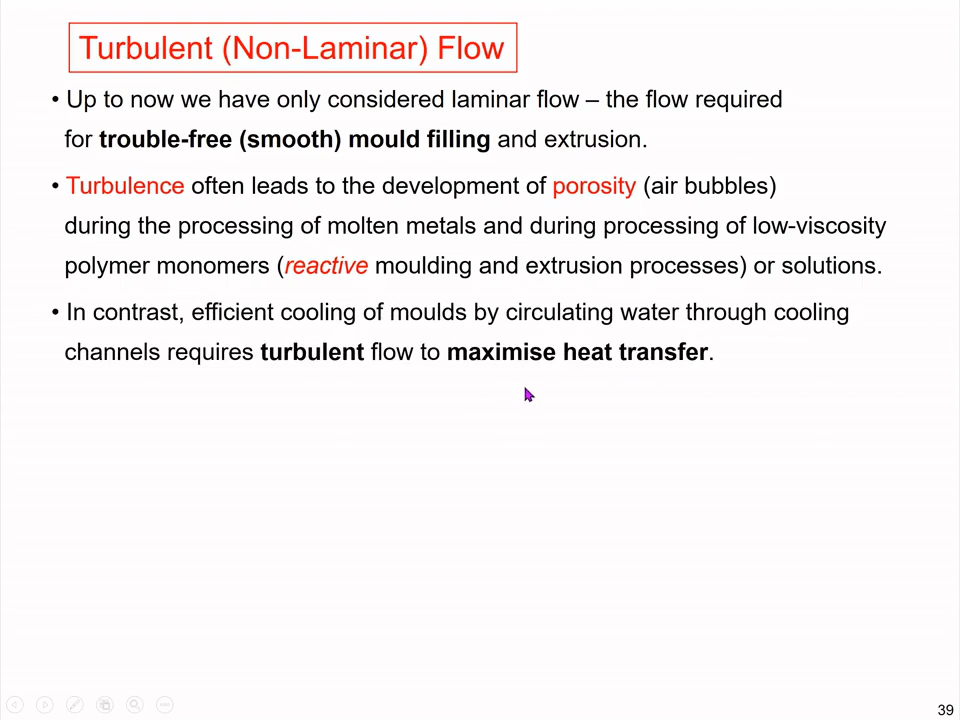 Turbulent (Non-Laminar) Flow
• Up to now we have only considered laminar flow – the flow required
for trouble-free (smooth) mould filling and extrusion.
• Turbulence often leads to the development of porosity (air bubbles)
during the processing of molten metals and during processing of low-viscosity
polymer monomers (reactive moulding and extrusion processes) or solutions.
• In contrast, efficient cooling of moulds by circulating water through cooling
channels requires turbulent flow to maximise heat transfer.
39